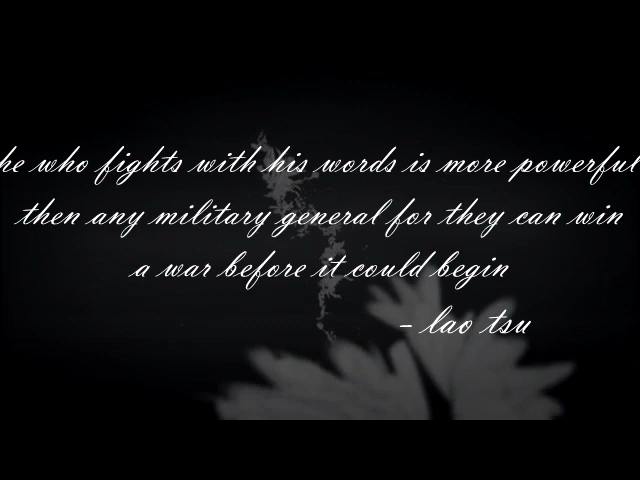 he who fights with his words is more powerful
then any military general for they can win
a war before it could begin
- lao tsu